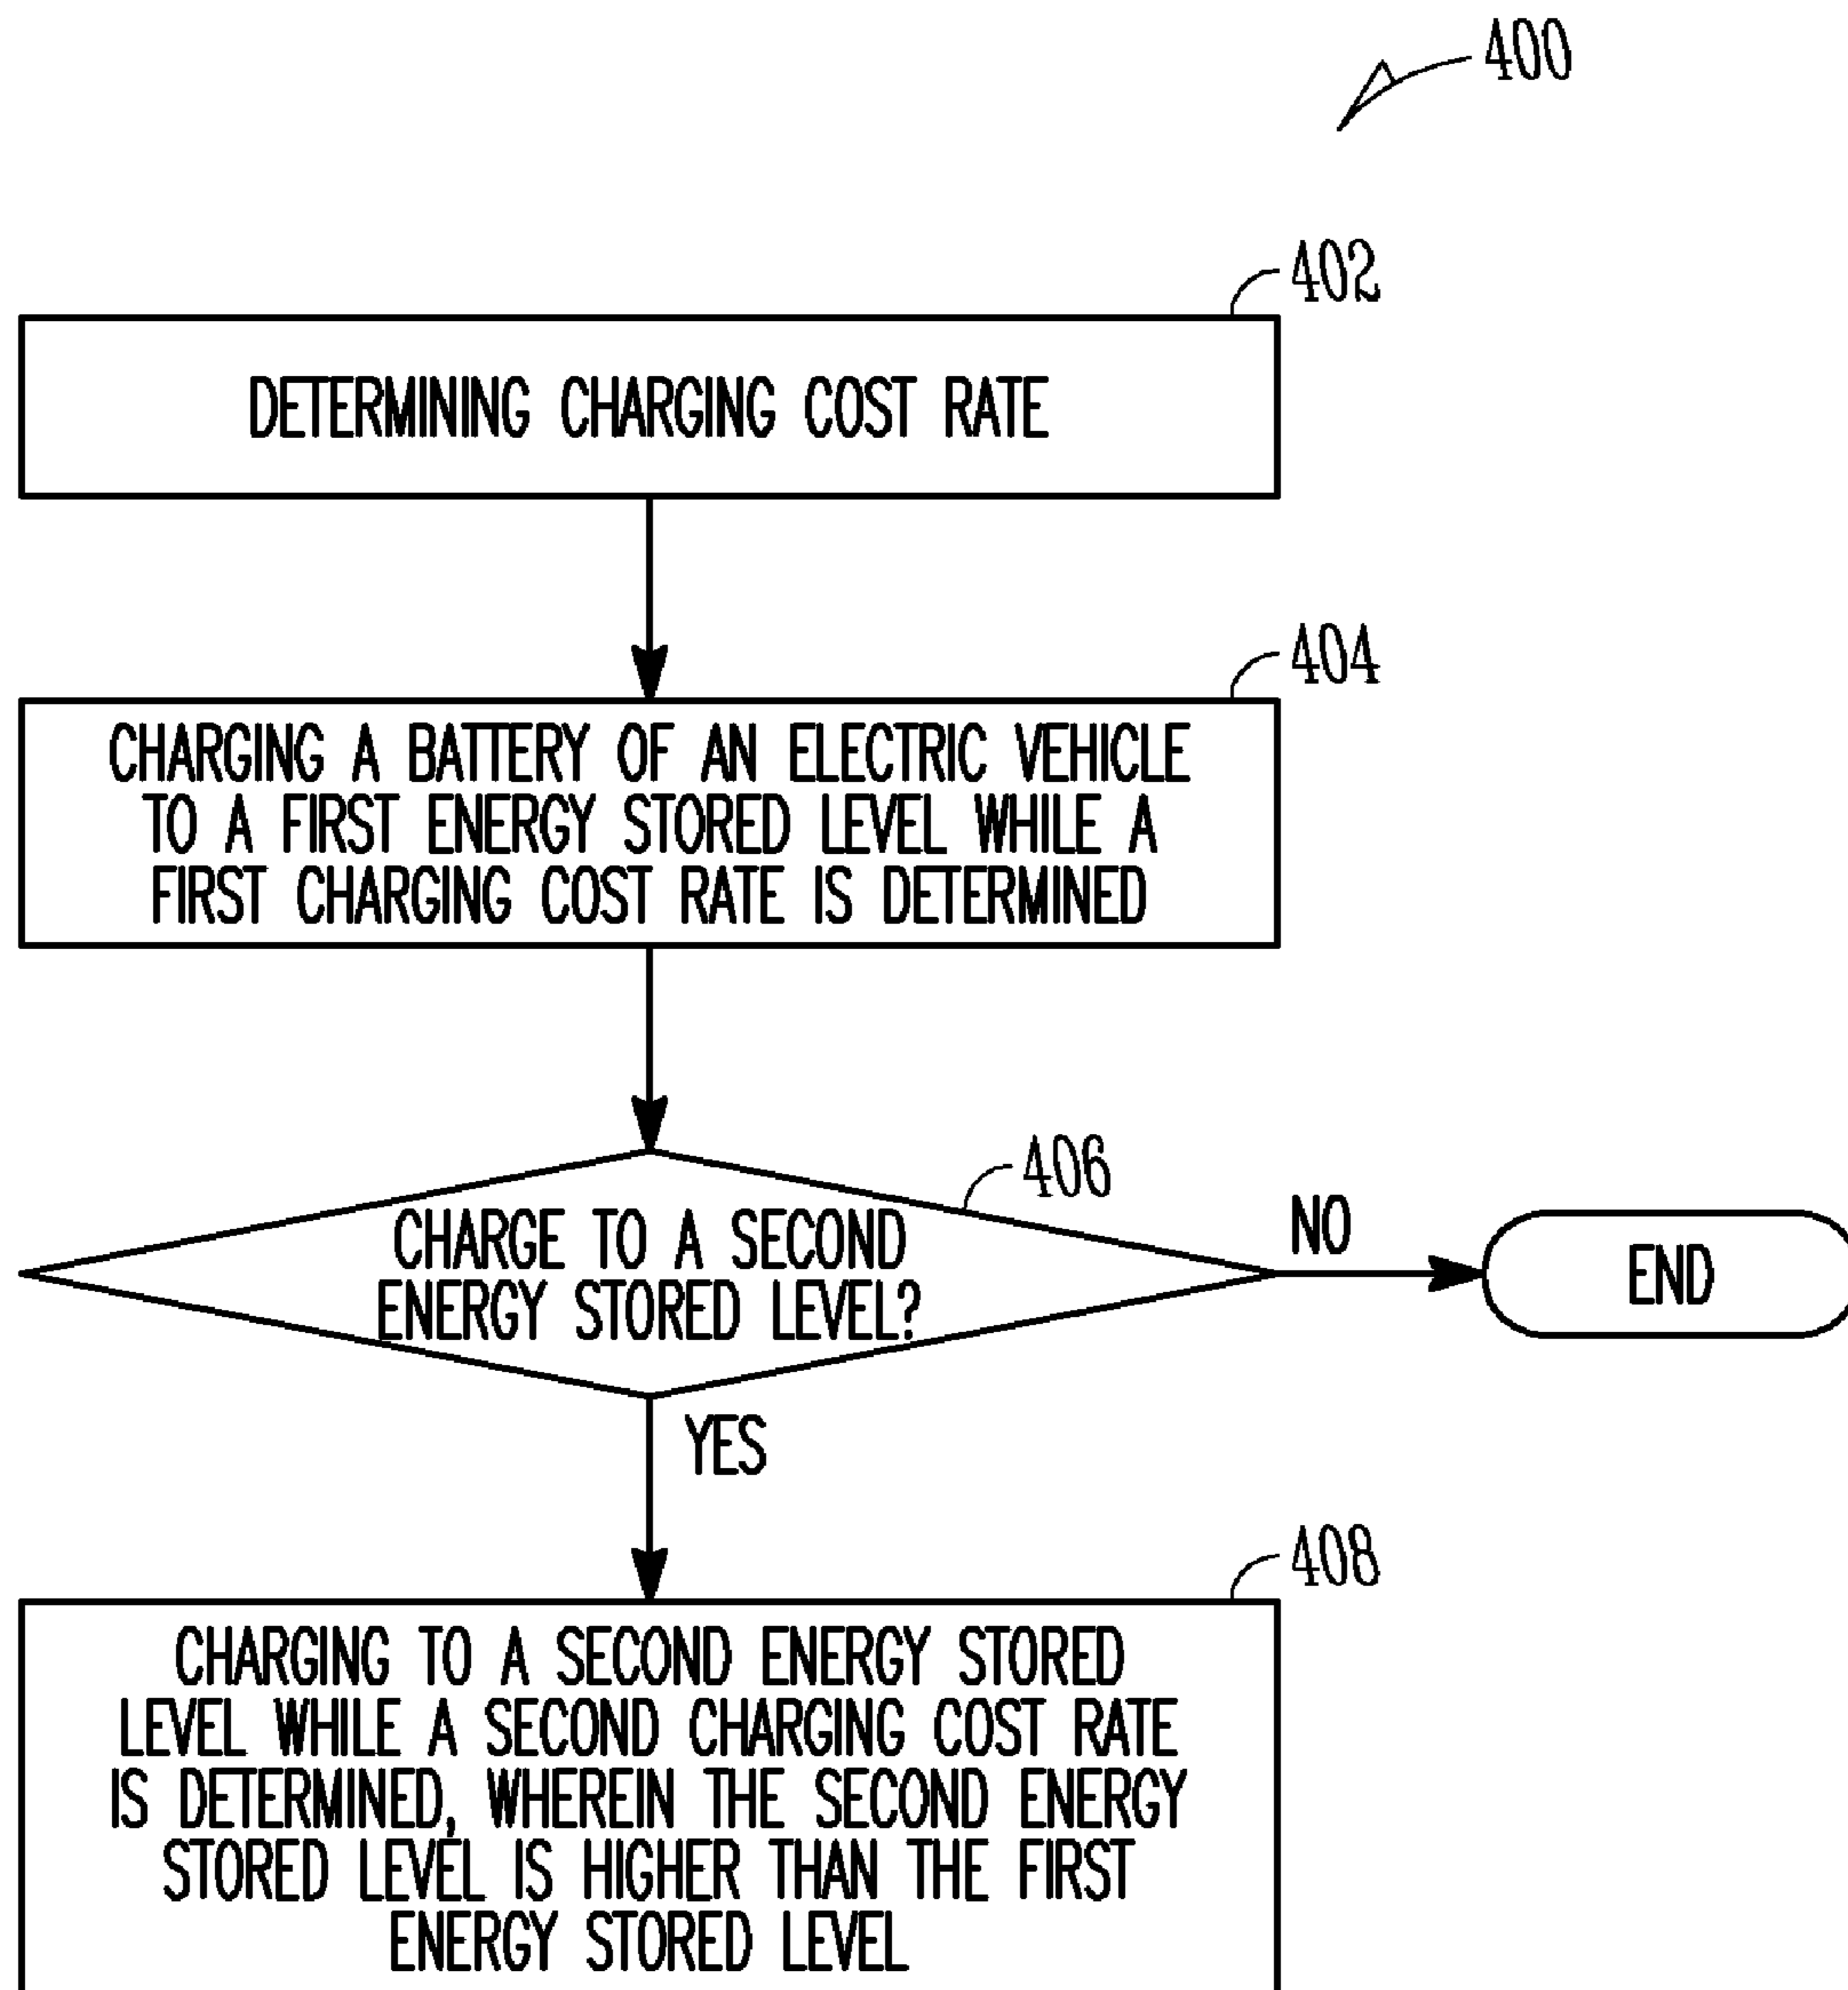 400
402
DETERMINING CHARGING COST RATE
404
CHARGING A BATTERY OF AN ELECTRIC VEHICLE
TO A FIRST ENERGY STORED LEVEL WHILE A
FIRST CHARGING COST RATE IS DETERMINED
406
CHARGE TO A SECOND
ENERGY STORED LEVEL?
NO
END
YES
408
CHARGING TO A SECOND ENERGY STORED
LEVEL WHILE A SECOND CHARGING COST RATE
IS DETERMINED, WHEREIN THE SECOND ENERGY
STORED LEVEL IS HIGHER THAN THE FIRST
ENERGY STORED LEVEL